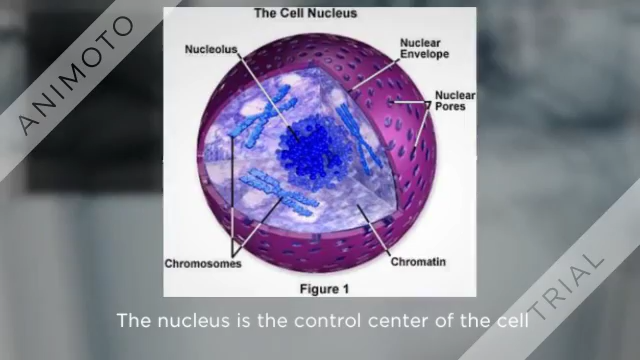 The Cell Nucleus
Nucleolus
Nuclear
Envelope
Nuclear
Pores
Chromosomes
Chromatin
Figure 1
The nucleus is the control center of the cell
ANIMOTO
TRIAL